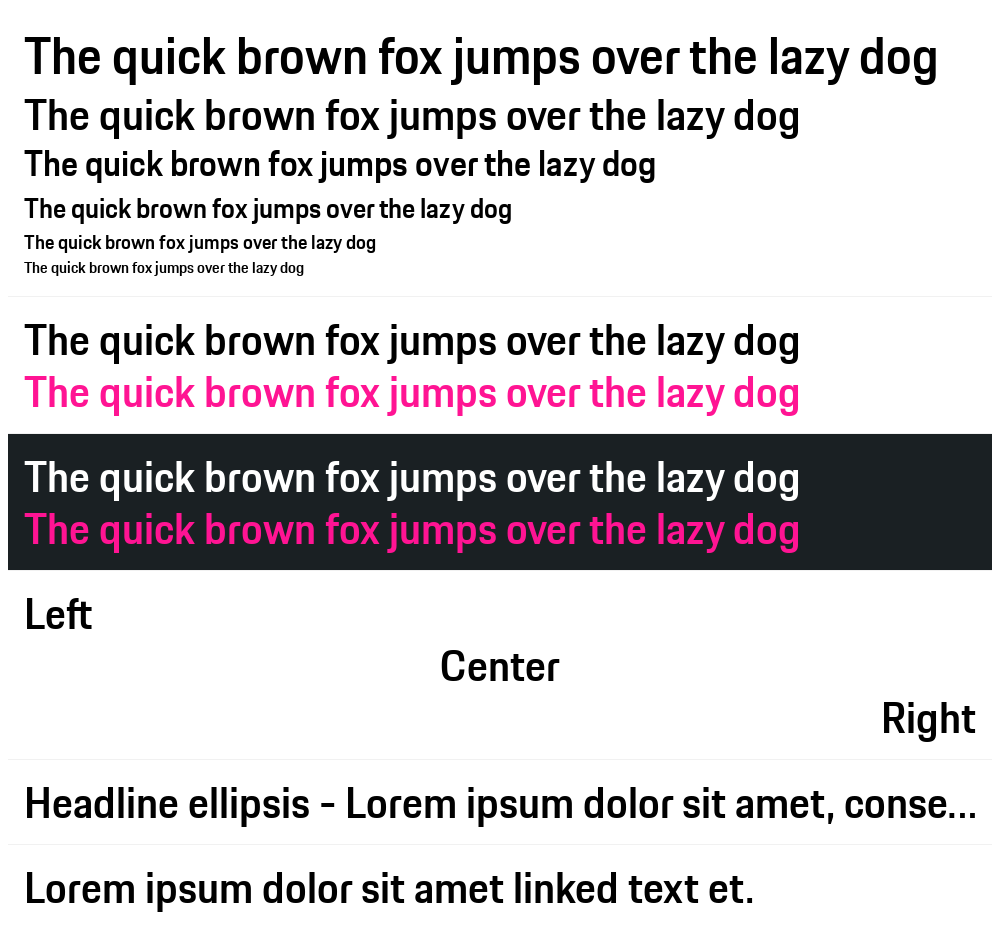 The quick brown fox jumps over the lazy dog
The quick brown fox jumps over the lazy dog
The quick brown fox jumps over the lazy dog
The quick brown fox jumps over the lazy dog
The quick brown fox jumps over the lazy dog
The quick brown fox jumps over the lazy dog
The quick brown fox jumps over the lazy dog
The quick brown fox jumps over the lazy dog
The quick brown fox jumps over the lazy dog
The quick brown fox jumps over the lazy dog
Left
Center
Right
Headline ellipsis - Lorem ipsum dolor sit amet, conse...
Lorem ipsum dolor sit amet linked text et.